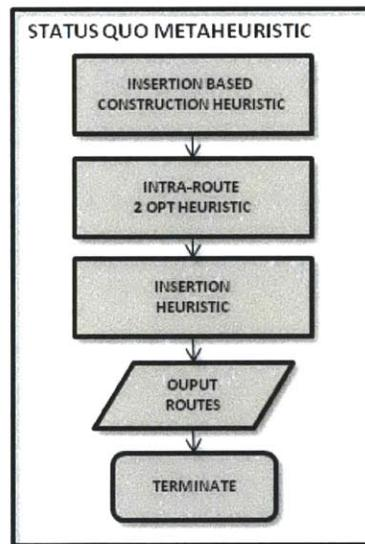 STATUS QUO METAHEURISTIC
INSERTION BASED
CONSTRUCTION HEURISTIC
INTRA-ROUTE
2 OPT HEURISTIC
INSERTION
HEURISTIC
OUPUT
ROUTES
TERMINATE